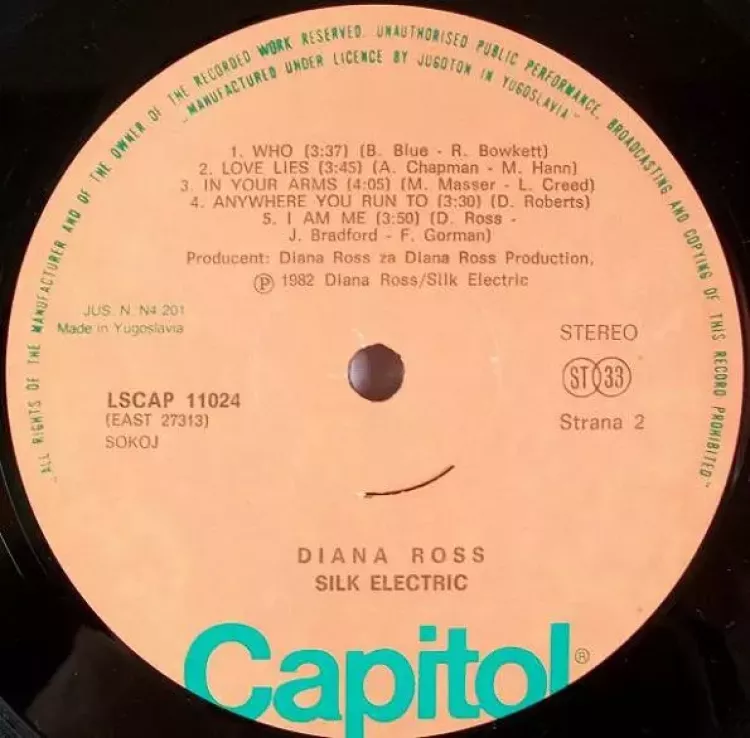 "ALL RIGHTS OF THE MANUFACTURER AND OF THE OWNER OF THE RECORDED WORK RESERVED. UNAUTHORISED PUBLIC PERFORMANCE, BROADCASTING AND COPYING OF THIS RECORD PROHIBITED"
"MANUFACTURED UNDER LICENCE BY JUGOTON IN YUGOSLAVIA"
1. WHO (3:37) (B. Blue - R. Bowkett)
2. LOVE LIES (3:45) (A. Chapman - M. Hann)
3. IN YOUR ARMS (4:05) (M. Masser - L. Creed)
4. ANYWHERE YOU RUN TO (3:30) (D. Roberts)
5. I AM ME (3:50) (D. Ross -
J. Bradford - F. Gorman)
Producent: Diana Ross za Diana Ross Production,
℗ 1982 Diana Ross/Silk Electric
JUS. N. N4 201
Made in Yugoslavia
STEREO
ST 33
LSCAP 11024
(EAST 27313)
SOKOJ
Strana 2
DIANA ROSS
SILK ELECTRIC
Capitol®